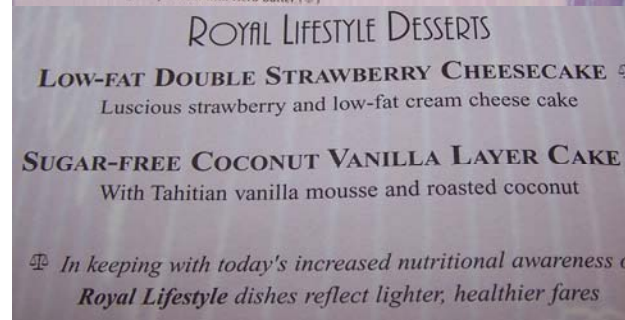 ROYAL LIFESTYLE DESSERTS
LOW-FAT DOUBLE STRAWBERRY CHEESECAKE
Luscious strawberry and low-fat cream cheese cake
SUGAR-FREE COCONUT VANILLA LAYER CAKE
With Tahitian vanilla mousse and roasted coconut
In keeping with today's increased nutritional awareness
Royal Lifestyle dishes reflect lighter, healthier fares